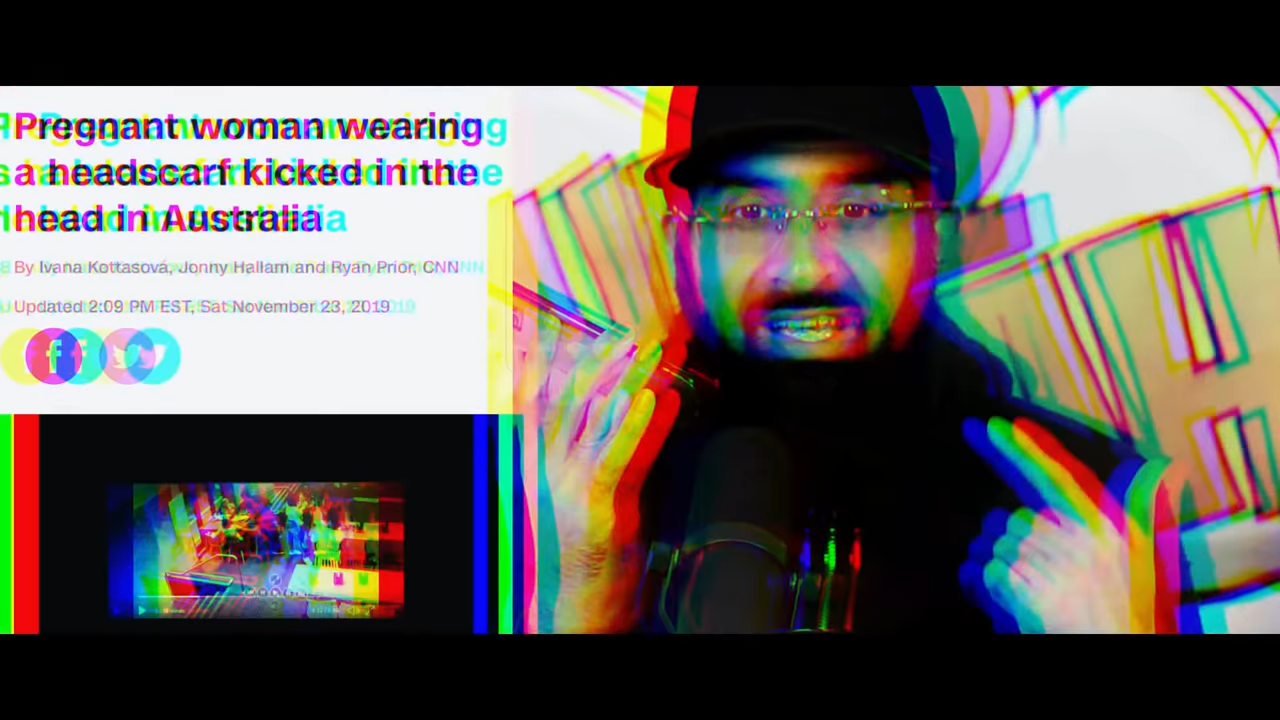 Pregnant woman wearing
a headscarf kicked in the
head in Australia
By Ivana Kottasová, Jonny Hallam and Ryan Prior, CNN
Updated 2:09 PM EST, Sat November 23, 2019